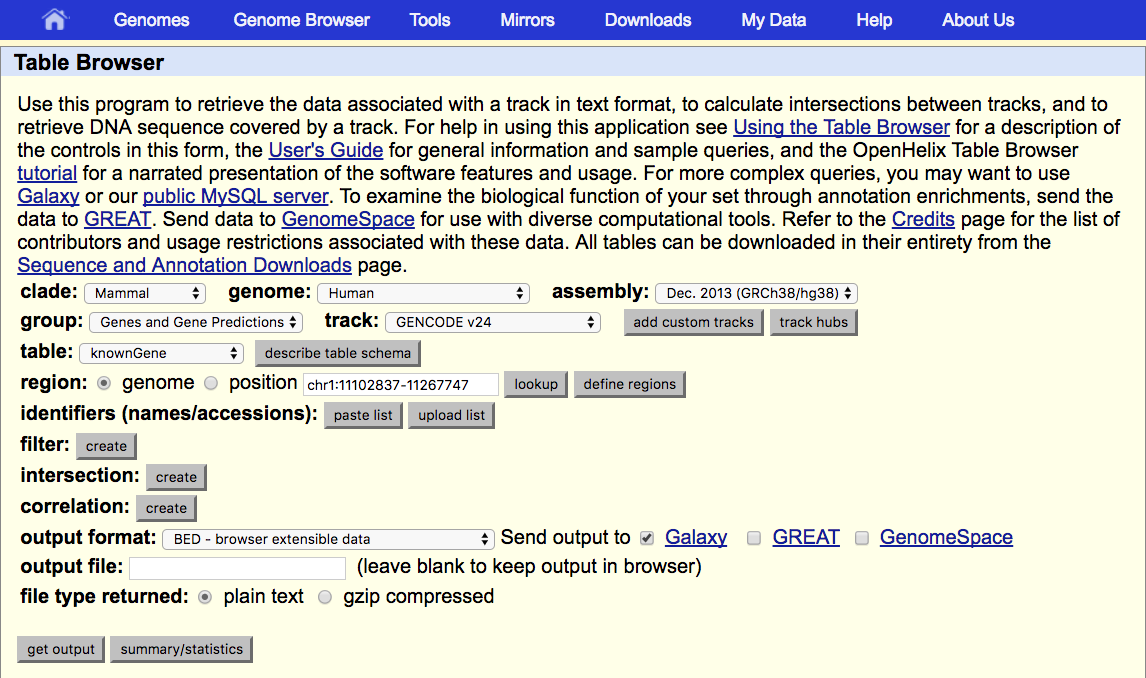 Genomes Genome Browser Tools Mirrors Downloads My Data Help About Us
Table Browser
Use this program to retrieve the data associated with a track in text format, to calculate intersections between tracks, and to
retrieve DNA sequence covered by a track. For help in using this application see Using the Table Browser for a description of
the controls in this form, the User's Guide for general information and sample queries, and the OpenHelix Table Browser
tutorial for a narrated presentation of the software features and usage. For more complex queries, you may want to use
Galaxy or our public MySQL server. To examine the biological function of your set through annotation enrichments, send the
data to GREAT. Send data to GenomeSpace for use with diverse computational tools. Refer to the Credits page for the list of
contributors and usage restrictions associated with these data. All tables can be downloaded in their entirety from the
Sequence and Annotation Downloads page.
clade: Mammal genome: Human assembly: Dec. 2013 (GRCh38/hg38)
group: Genes and Gene Predictions track: GENCODE v24 add custom tracks track hubs
table: knownGene describe table schema
region: genome position chr1:11102837-11267747 lookup define regions
identifiers (names/accessions): paste list upload list
filter: create
intersection: create
correlation: create
output format: BED - browser extensible data Send output to Galaxy GREAT GenomeSpace
output file: (leave blank to keep output in browser)
file type returned: plain text gzip compressed
get output summary/statistics